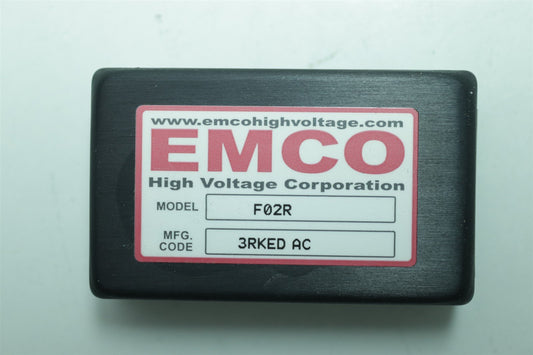 www.emcohighvoltage.com
EMCO
High Voltage Corporation
MODEL F02R
MFG.
CODE 3RKED AC